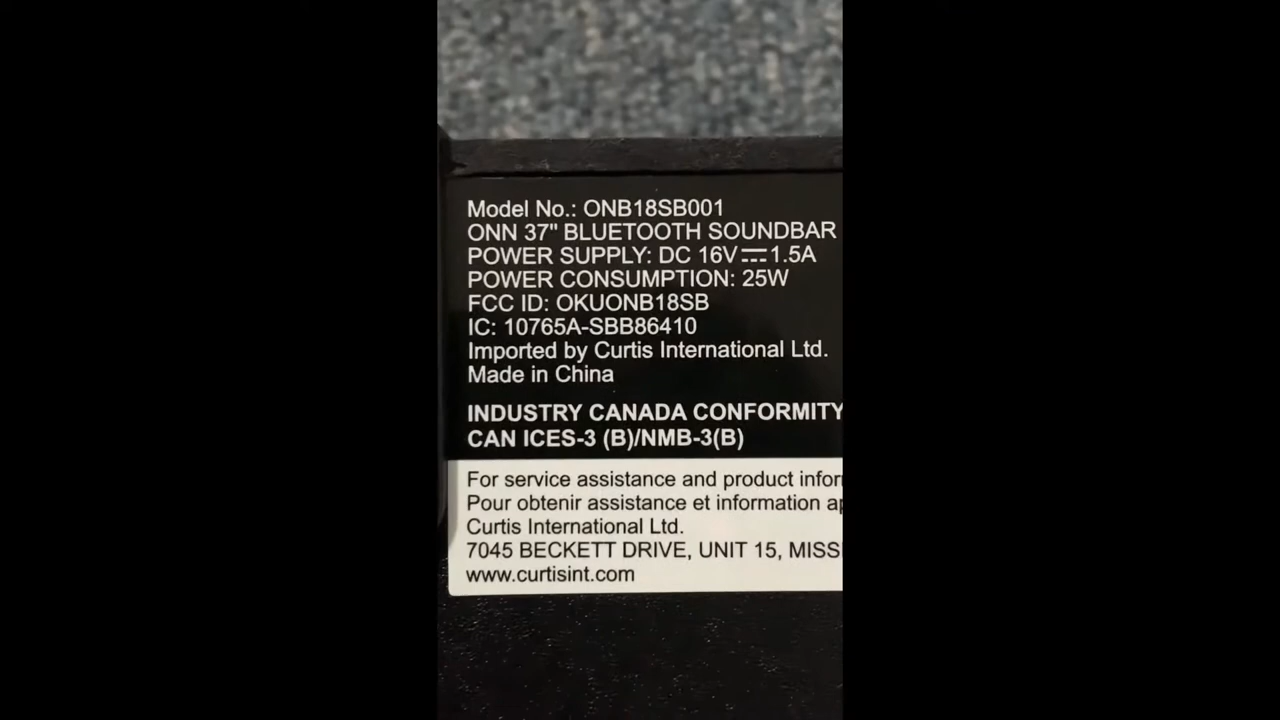 Model No.: ONB18SB001
ONN 37" BLUETOOTH SOUNDBAR
POWER SUPPLY: DC 16V⎓1.5A
POWER CONSUMPTION: 25W
FCC ID: OKUONB18SB
IC: 10765A-SBB86410
Imported by Curtis International Ltd.
Made in China
INDUSTRY CANADA CONFORMITY
CAN ICES-3 (B)/NMB-3(B)
For service assistance and product
Pour obtenir assistance et information
Curtis International Ltd.
7045 BECKETT DRIVE, UNIT 15,
www.curtisint.com